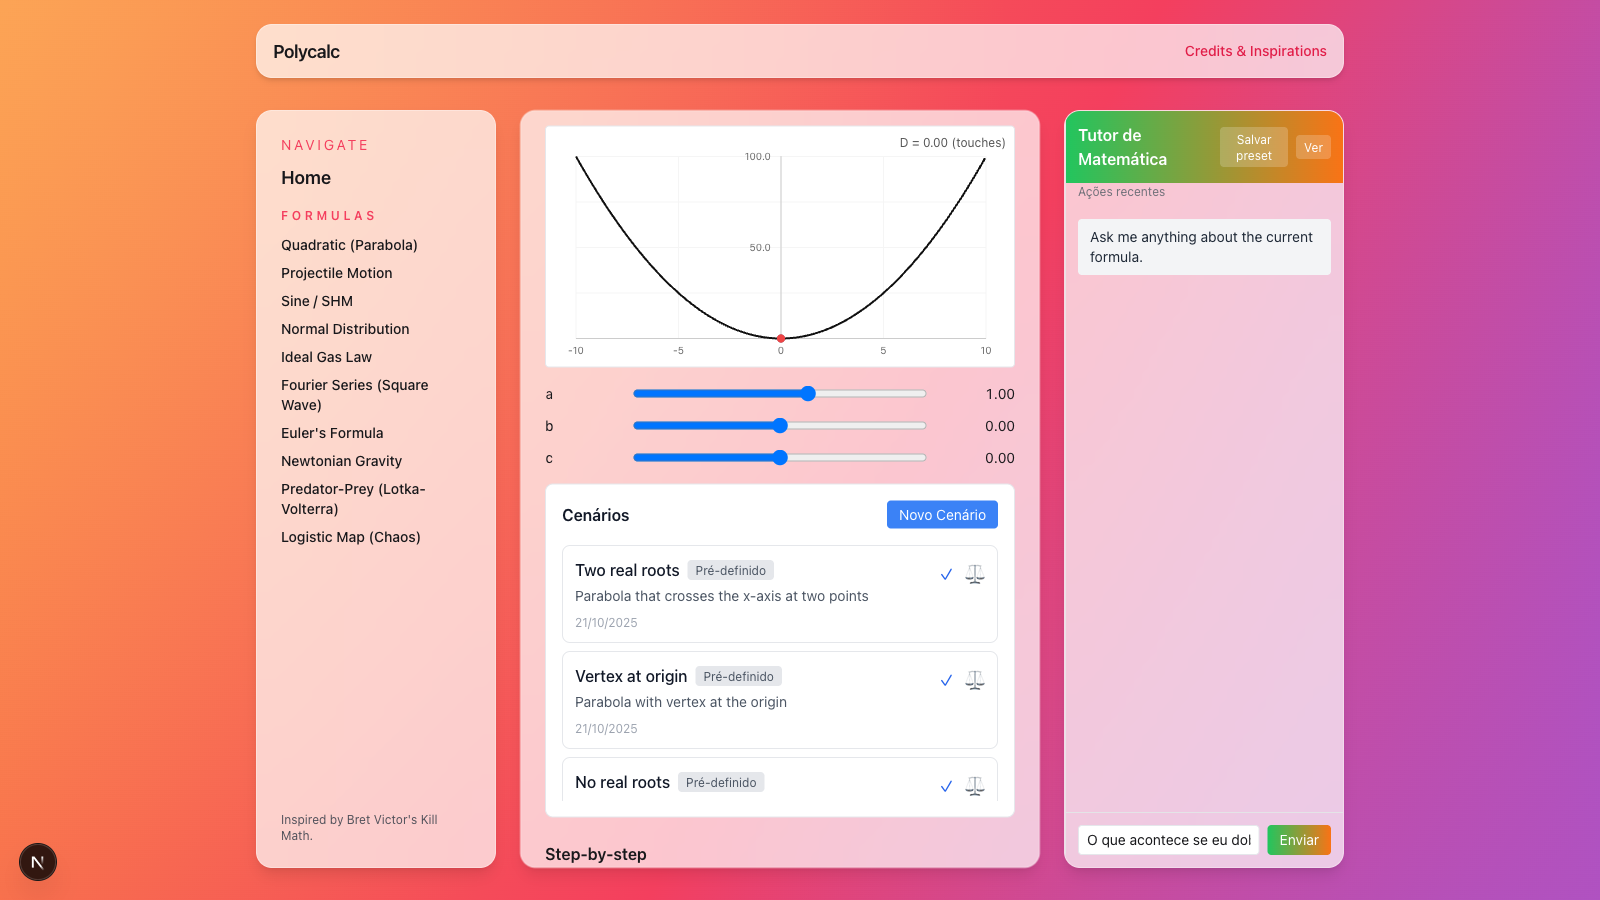 Polycalc
Credits & Inspirations
NAVIGATE
Home
FORMULAS
Quadratic (Parabola)
Projectile Motion
Sine / SHM
Normal Distribution
Ideal Gas Law
Fourier Series (Square
Wave)
Euler's Formula
Newtonian Gravity
Predator-Prey (Lotka-
Volterra)
Logistic Map (Chaos)
Inspired by Bret Victor's Kill
Math.
N
D = 0.00 (touches)
100.0
50.0
-10
-5
0
5
10
a
1.00
b
0.00
c
0.00
Cenários
Novo Cenário
Two real roots
Pré-definido
Parabola that crosses the x-axis at two points
21/10/2025
Vertex at origin
Pré-definido
Parabola with vertex at the origin
21/10/2025
No real roots
Pré-definido
Step-by-step
Tutor de
Matemática
Salvar
preset
Ver
Ações recentes
Ask me anything about the current
formula.
O que acontece se eu dol
Enviar